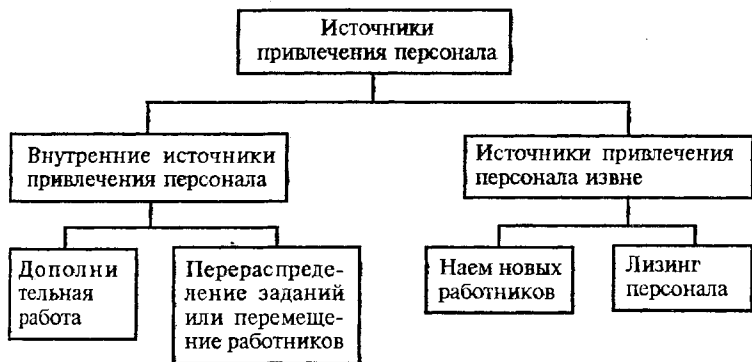 Источники
привлечения персонала
Внутренние источники
привлечения персонала
Источники привлечения
персонала извне
Дополни
тельная
работа
Перераспреде-
ление заданий
или перемеще-
ние работников
Наем новых
работников
Лизинг
персонала